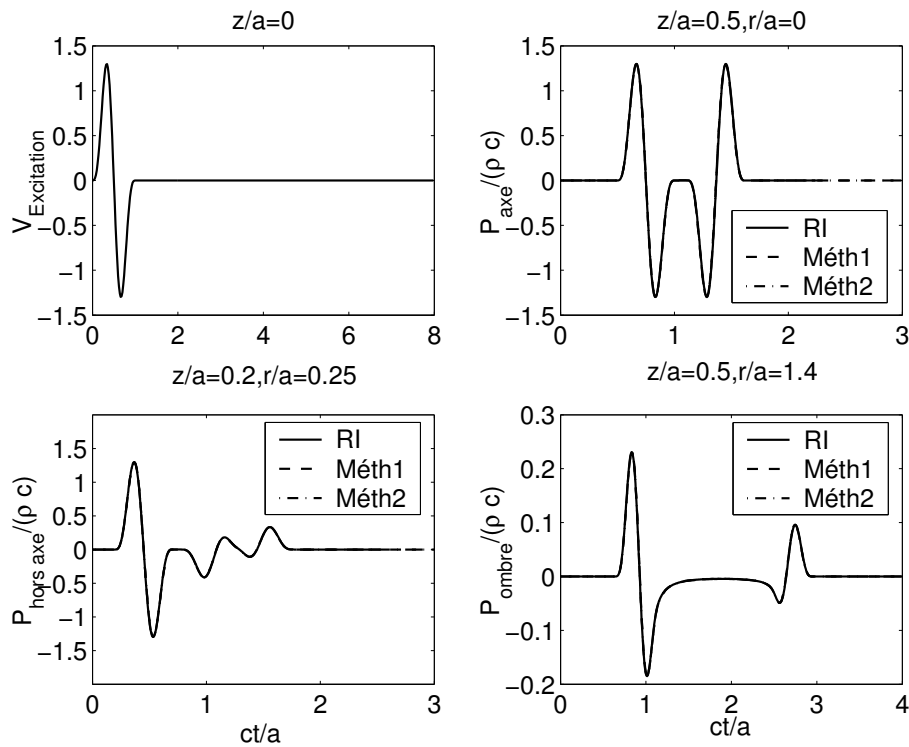 z/a=0
1.5
1
0.5
0
−0.5
−1
−1.5
V_Excitation
0 2 4 6 8
z/a=0.5,r/a=0
1.5
1
0.5
0
−0.5
−1
−1.5
P_axe/(ρ c)
RI
Méth1
Méth2
0 1 2 3
z/a=0.2,r/a=0.25
1.5
1
0.5
0
−0.5
−1
−1.5
P_hors axe/(ρ c)
RI
Méth1
Méth2
0 1 2 3
ct/a
z/a=0.5,r/a=1.4
0.3
0.2
0.1
0
−0.1
−0.2
P_ombre/(ρ c)
RI
Méth1
Méth2
0 1 2 3 4
ct/a